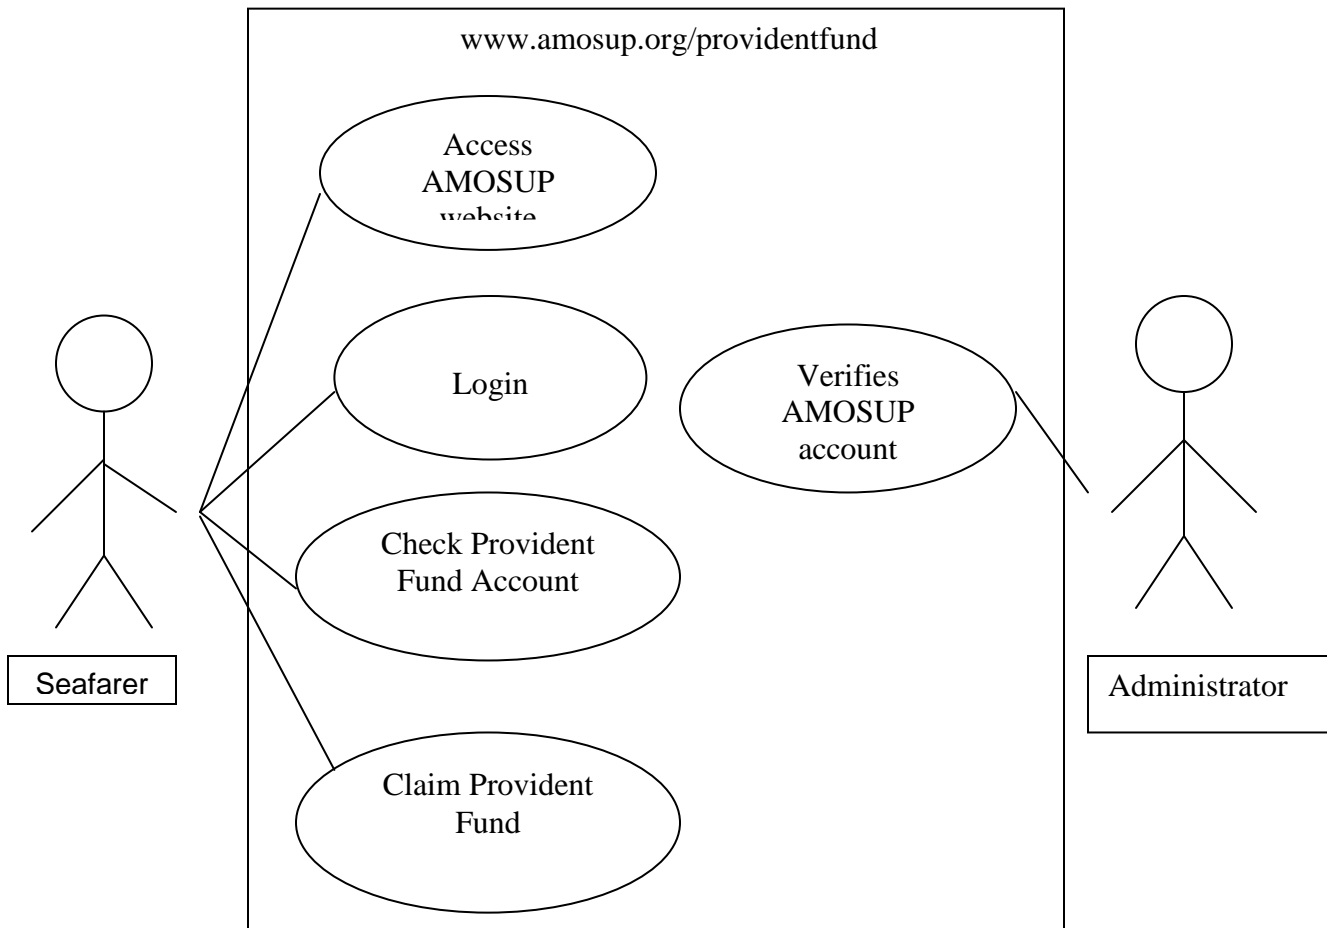 www.amosup.org/providentfund
Access
AMOSUP
website
Login
Verifies
AMOSUP
account
Check Provident
Fund Account
Seafarer
Administrator
Claim Provident
Fund